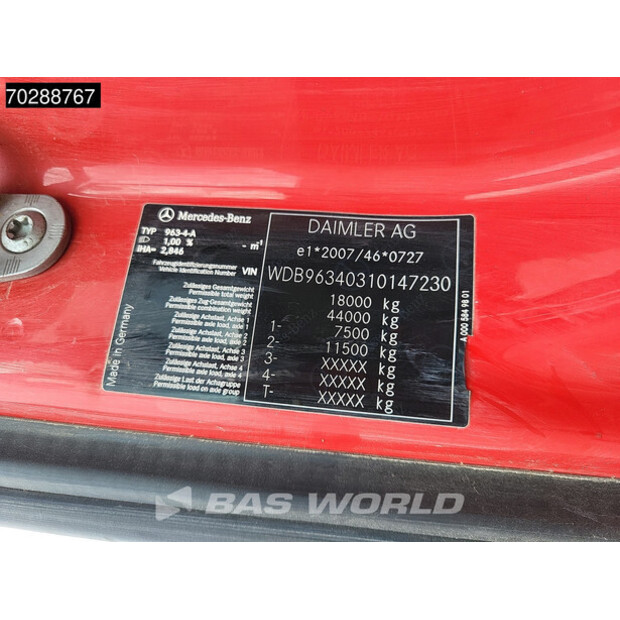 70288767
Mercedes-Benz
TYP 963-4-A
1,00 % - m⁻¹
IHA= 2,846
Fahrzeugidentifizierungsnummer
Vehicle Identification Number VIN
DAIMLER AG
e1*2007/46*0727
WDB96340310147230
Zulässiges Gesamtgewicht
Permissible total weight
18000 kg
Zulässiges Zug-Gesamtgewicht
Permissible combination weight
44000 kg
Zulässige Achslast, Achse 1
Permissible axle load, axle 1
1- 7500 kg
Zulässige Achslast, Achse 2
Permissible axle load, axle 2
2- 11500 kg
Zulässige Achslast, Achse 3
Permissible axle load, axle 3
3- XXXXX kg
Zulässige Achslast, Achse 4
Permissible axle load, axle 4
4- XXXXX kg
Zulässige Last der Achsgruppe
Permissible load on axle group
T- XXXXX kg
Made in Germany
A 000 584 98 01
BAS WORLD